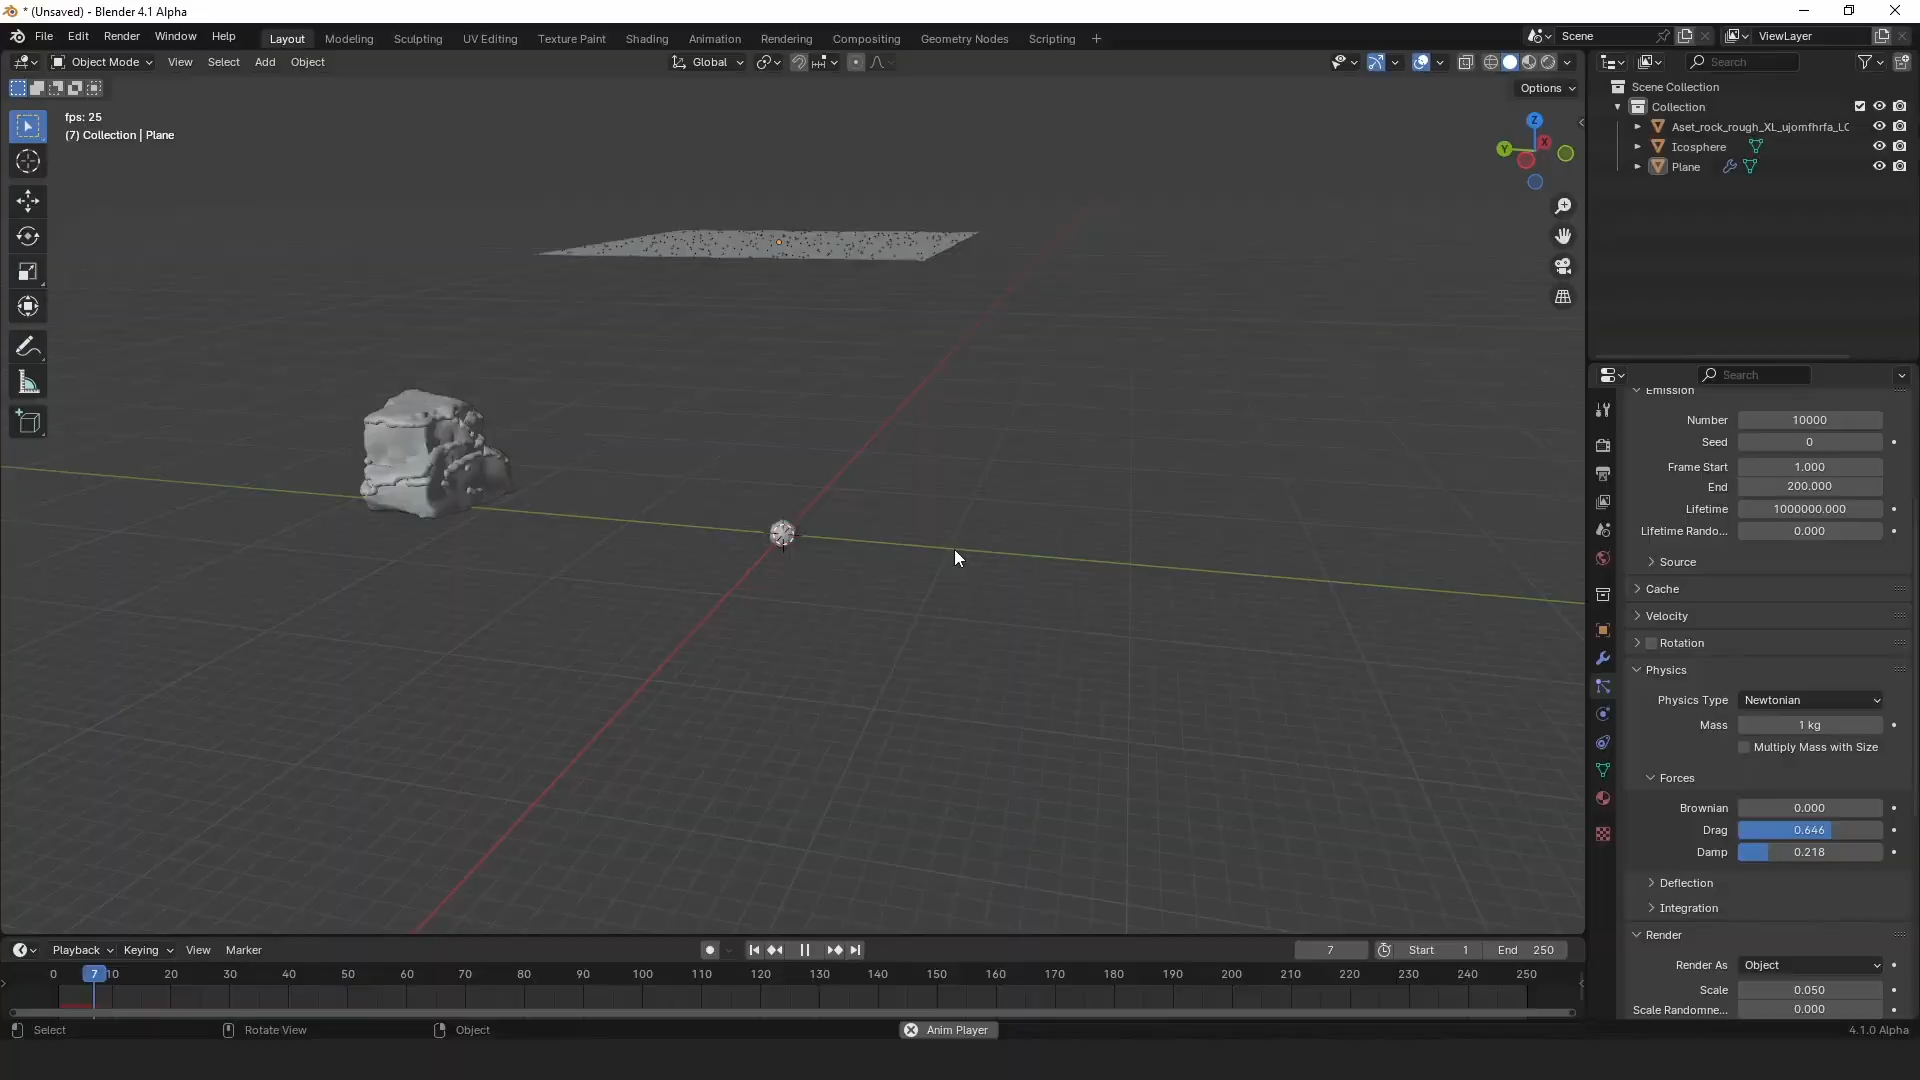 * (Unsaved) - Blender 4.1 Alpha
File Edit Render Window Help
Layout Modeling Sculpting UV Editing Texture Paint Shading Animation Rendering Compositing Geometry Nodes Scripting +
Scene ViewLayer
Object Mode View Select Add Object
Global
Search
Options
Scene Collection
Collection
Aset_rock_rough_XL_ujomfhrfa_LC
Icosphere
Plane
fps: 25
(7) Collection | Plane
Z
Y
X
Search
Emission
Number 10000
Seed 0
Frame Start 1.000
End 200.000
Lifetime 1000000.000
Lifetime Rando... 0.000
Source
Cache
Velocity
Rotation
Physics
Physics Type Newtonian
Mass 1 kg
Multiply Mass with Size
Forces
Brownian 0.000
Drag 0.646
Damp 0.218
Deflection
Integration
Render
Render As Object
Scale 0.050
Scale Randomne... 0.000
Playback Keying View Marker
7 Start 1 End 250
0 7 10 20 30 40 50 60 70 80 90 100 110 120 130 140 150 160 170 180 190 200 210 220 230 240 250
Select Rotate View Object Anim Player 4.1.0 Alpha